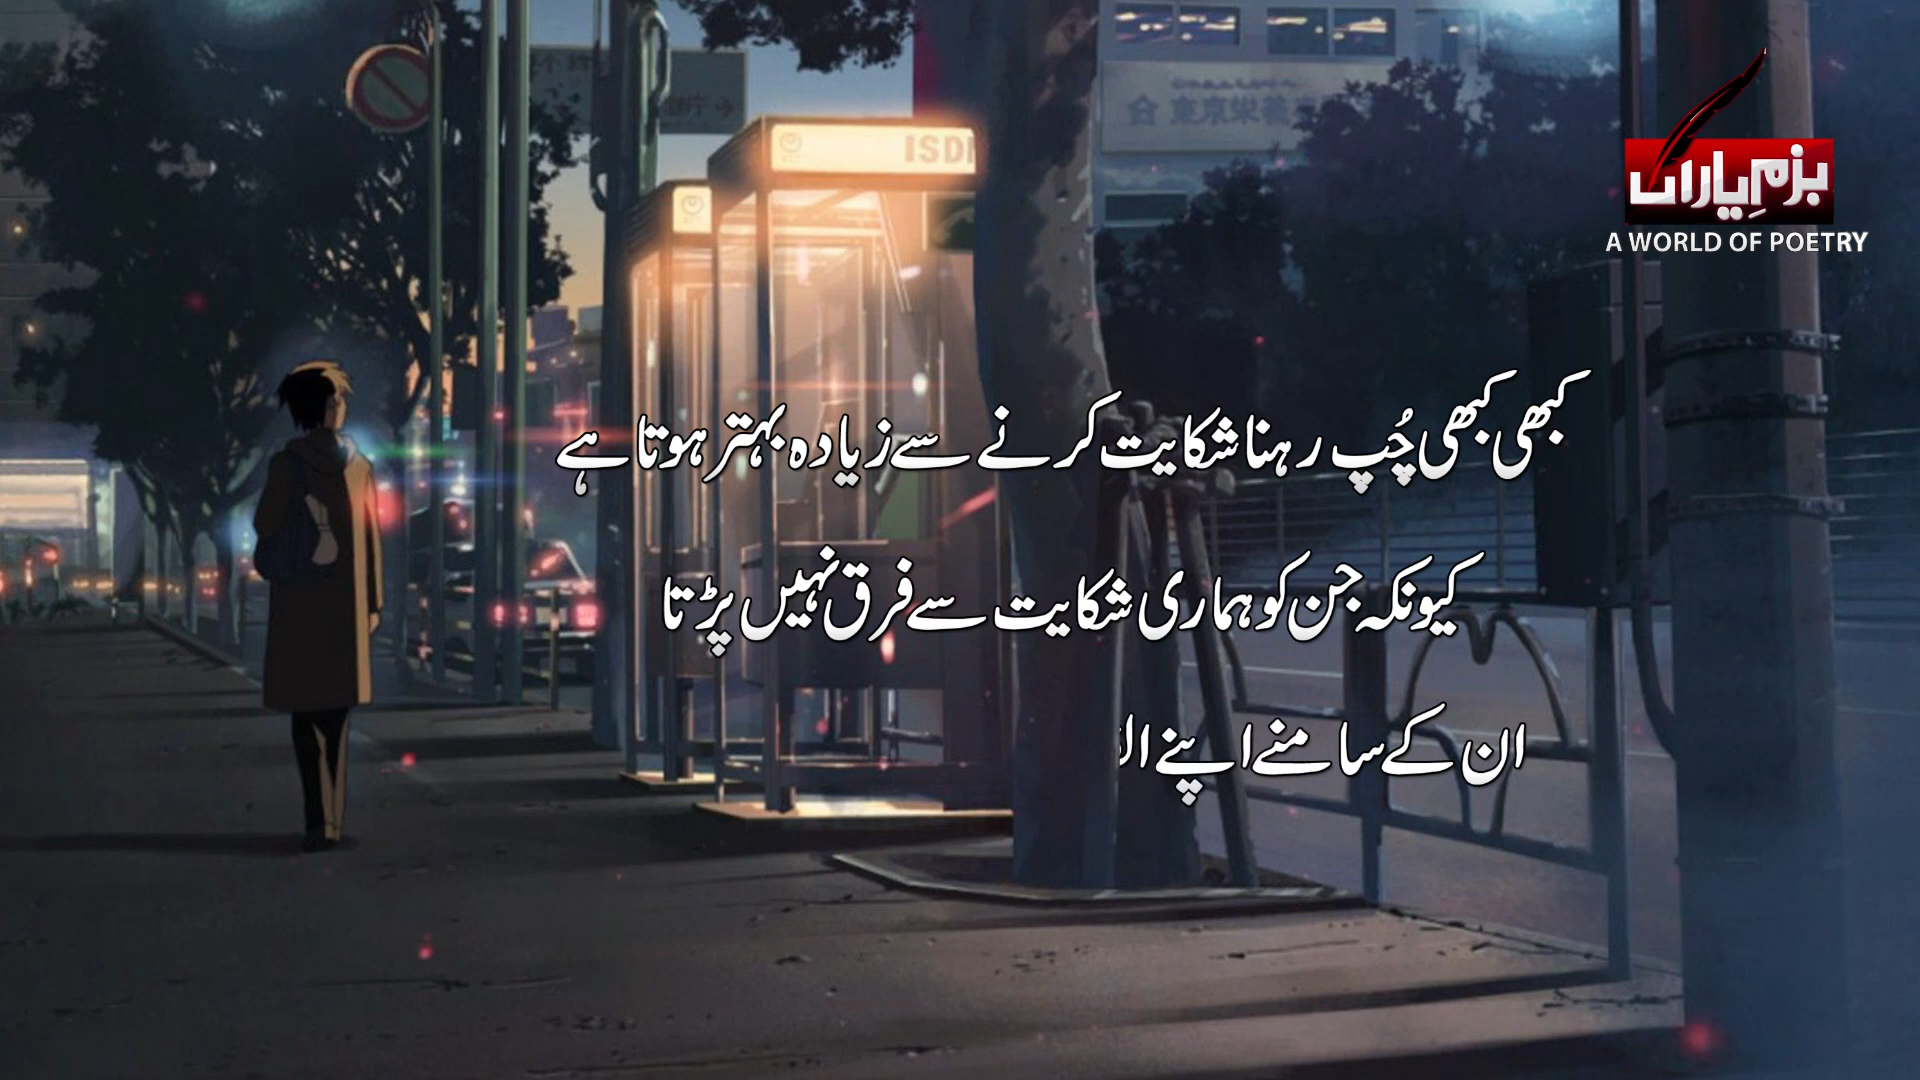 بزمِ یاراں
A WORLD OF POETRY
ISD
کبھی کبھی چُپ رہنا شکایت کرنے سے زیادہ بہتر ہوتا ہے
کیونکہ جن کو ہماری شکایت سے فرق نہیں پڑتا
ان کے سامنے اپنے